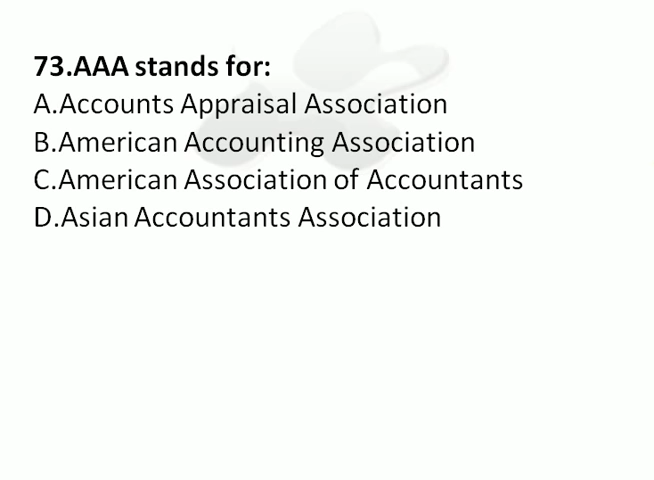 73.AAA stands for:
A.Accounts Appraisal Association
B.American Accounting Association
C.American Association of Accountants
D.Asian Accountants Association